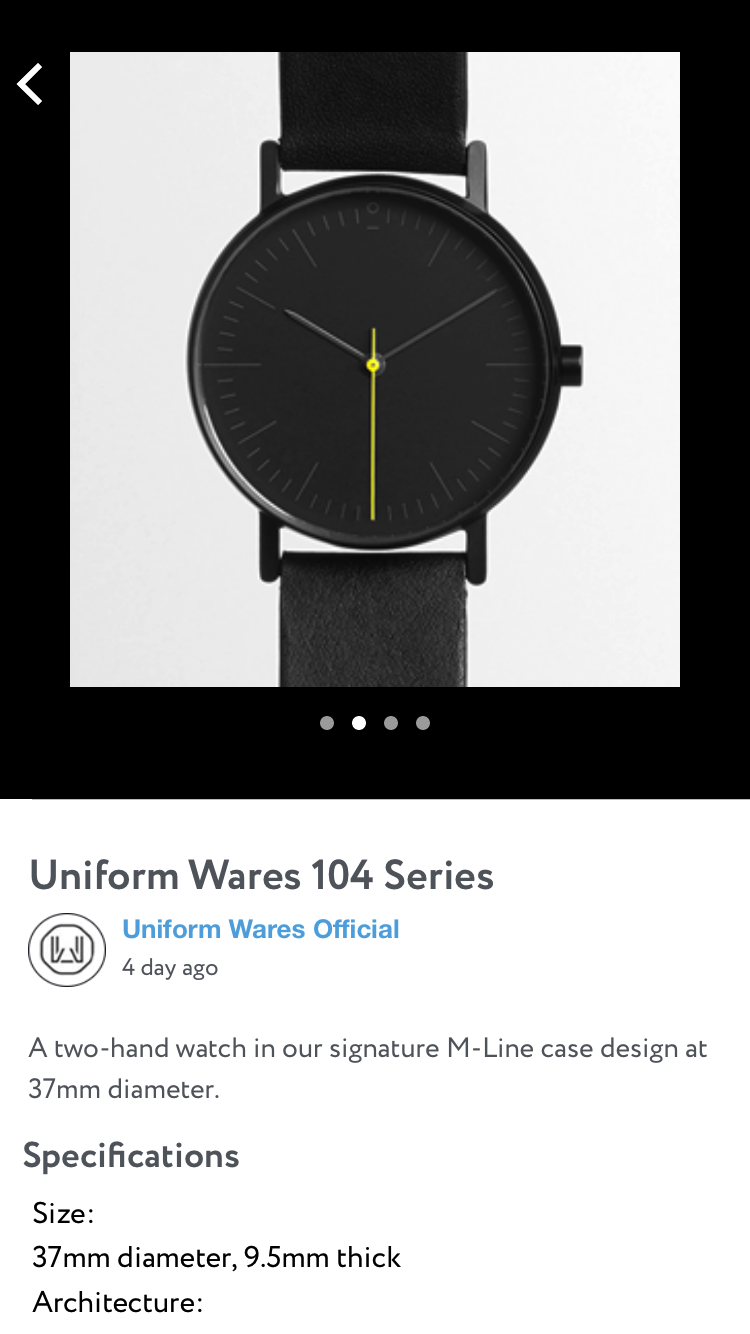 Uniform Wares 104 Series
Uniform Wares Official
4 day ago
A two-hand watch in our signature M-Line case design at
37mm diameter.
Specifications
Size:
37mm diameter, 9.5mm thick
Architecture: